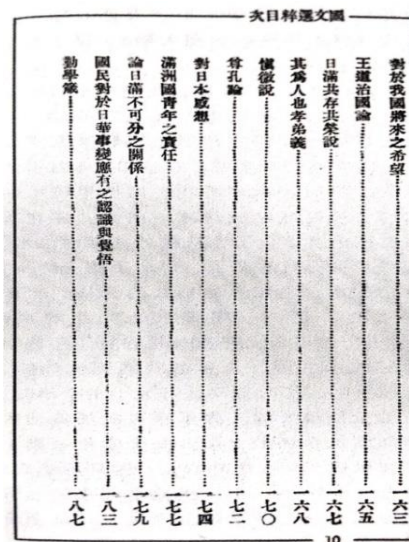 國文選粹目次
對於我國將來之希望 一六三
王道治國論 一六五
日滿共存共榮說 一六七
其爲人也孝弟義 一六八
愼微說 一七〇
尊孔論 一七二
對日本感想 一七四
滿洲國靑年之責任 一七七
論日滿不可分之關係 一七九
國民對於日華事變應有之認識與覺悟 一八三
勤學箴 一八七
10